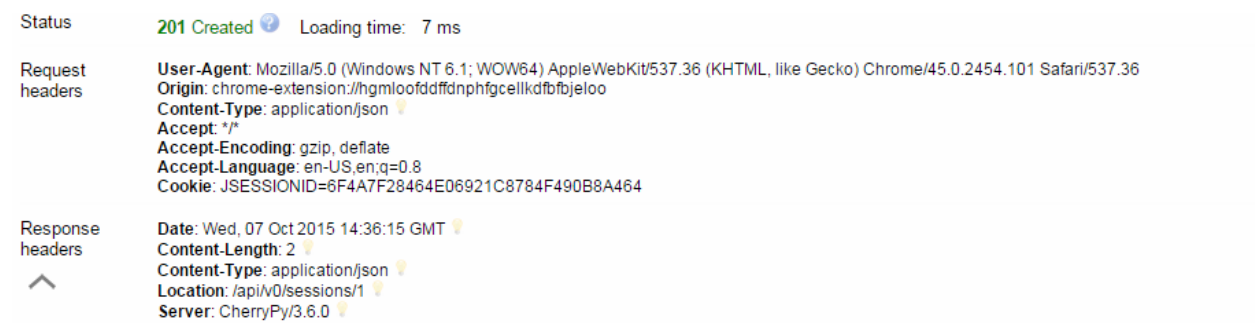 Status 201 Created ? Loading time: 7 ms
Request headers
User-Agent: Mozilla/5.0 (Windows NT 6.1; WOW64) AppleWebKit/537.36 (KHTML, like Gecko) Chrome/45.0.2454.101 Safari/537.36
Origin: chrome-extension://hgmloofddffdnphfgcellkdfbfbjeloo
Content-Type: application/json
Accept: */*
Accept-Encoding: gzip, deflate
Accept-Language: en-US,en;q=0.8
Cookie: JSESSIONID=6F4A7F28464E06921C8784F490B8A464
Response headers
Date: Wed, 07 Oct 2015 14:36:15 GMT
Content-Length: 2
Content-Type: application/json
Location: /api/v0/sessions/1
Server: CherryPy/3.6.0